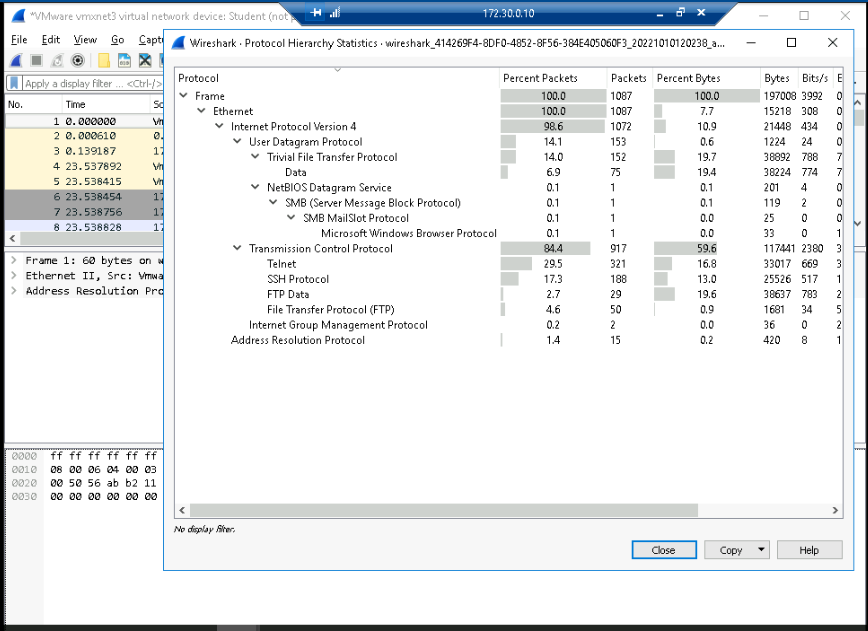 *VMware vmxnet3 virtual network device: Student (not p
172.30.0.10
File Edit View Go Capt
Apply a display filter ... <Ctrl-/>
No. Time
1 0.000000
2 0.000610
3 0.139187
4 23.537892
5 23.538415
6 23.538454
7 23.538756
8 23.538828
Frame 1: 60 bytes on w
Ethernet II, Src: Vmwa
Address Resolution Pro
0000 ff ff ff ff ff ff
0010 08 00 06 04 00 03
0020 00 50 56 ab b2 11
0030 00 00 00 00 00 00
Wireshark · Protocol Hierarchy Statistics · wireshark_414269F4-8DF0-4852-8F56-384E405060F3_20221010120238_a...
Protocol Percent Packets Packets Percent Bytes Bytes Bits/s E
Frame 100.0 1087 100.0 197008 3992 0
Ethernet 100.0 1087 7.7 15218 308 0
Internet Protocol Version 4 98.6 1072 10.9 21448 434 0
User Datagram Protocol 14.1 153 0.6 1224 24 0
Trivial File Transfer Protocol 14.0 152 19.7 38892 788 7
Data 6.9 75 19.4 38224 774 7
NetBIOS Datagram Service 0.1 1 0.1 201 4 0
SMB (Server Message Block Protocol) 0.1 1 0.1 119 2 0
SMB MailSlot Protocol 0.1 1 0.0 25 0 0
Microsoft Windows Browser Protocol 0.1 1 0.0 33 0 1
Transmission Control Protocol 84.4 917 59.6 117441 2380 3
Telnet 29.5 321 16.8 33017 669 3
SSH Protocol 17.3 188 13.0 25526 517 1
FTP Data 2.7 29 19.6 38637 783 2
File Transfer Protocol (FTP) 4.6 50 0.9 1681 34 5
Internet Group Management Protocol 0.2 2 0.0 36 0 2
Address Resolution Protocol 1.4 15 0.2 420 8 1
No display filter.
Close Copy Help